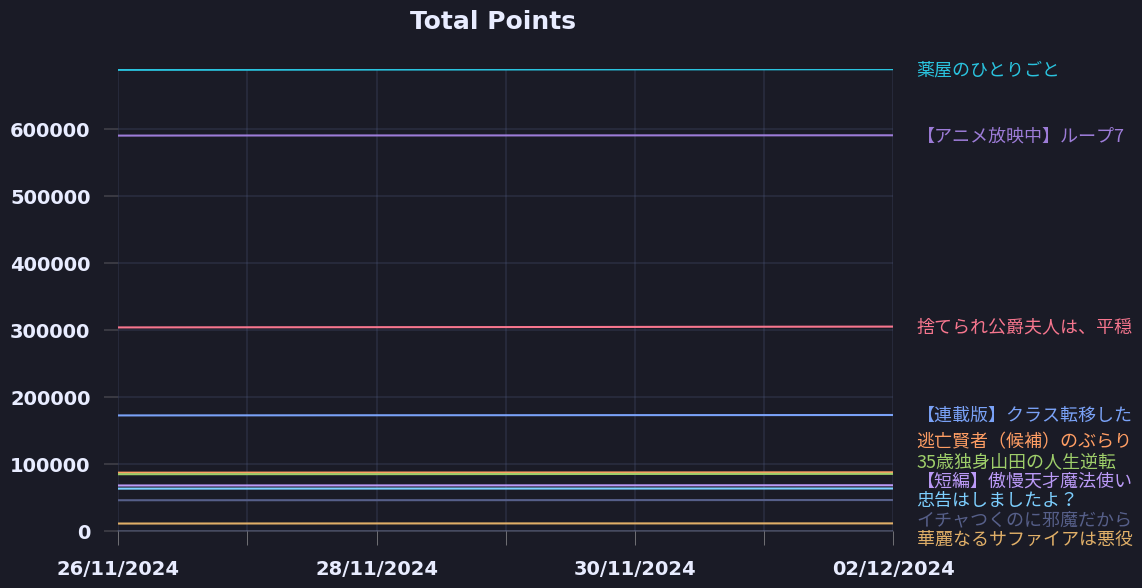 Total Points
薬屋のひとりごと
【アニメ放映中】ループ7
600000
500000
400000
捨てられ公爵夫人は、平穏
300000
200000
【連載版】クラス転移した
逃亡賢者（候補）のぶらり
100000
35歳独身山田の人生逆転
【短編】傲慢天才魔法使い
忠告はしましたよ？
イチャつくのに邪魔だから
0
華麗なるサファイアは悪役
26/11/2024
28/11/2024
30/11/2024
02/12/2024